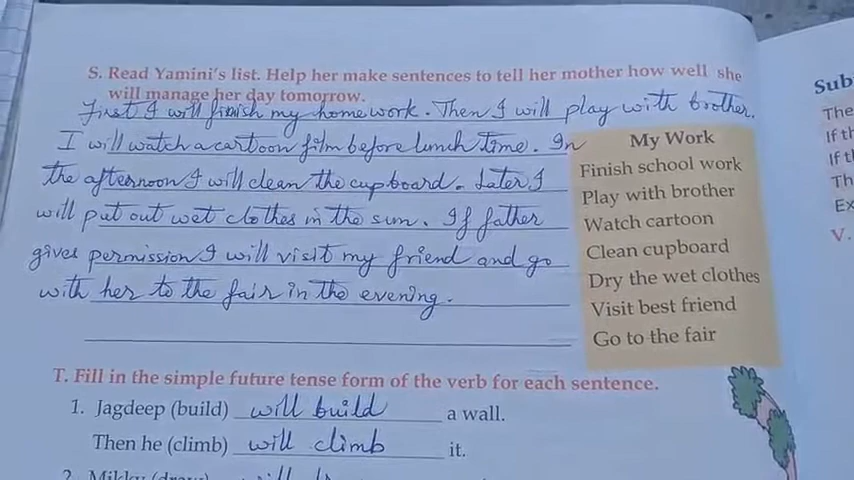 S. Read Yamini's list. Help her make sentences to tell her mother how well she
will manage her day tomorrow.
First I will finish my homework. Then I will play with brother.
I will watch a cartoon film before lunch time. In
the afternoon I will clean the cupboard. Later I
will put out wet clothes in the sun. If father
gives permission I will visit my friend and go
with her to the fair in the evening.
My Work
Finish school work
Play with brother
Watch cartoon
Clean cupboard
Dry the wet clothes
Visit best friend
Go to the fair
T. Fill in the simple future tense form of the verb for each sentence.
1. Jagdeep (build) will build a wall.
Then he (climb) will climb it.
2. Mikky (draw) will
Sub
The
If th
If t
Th
Ex
V.